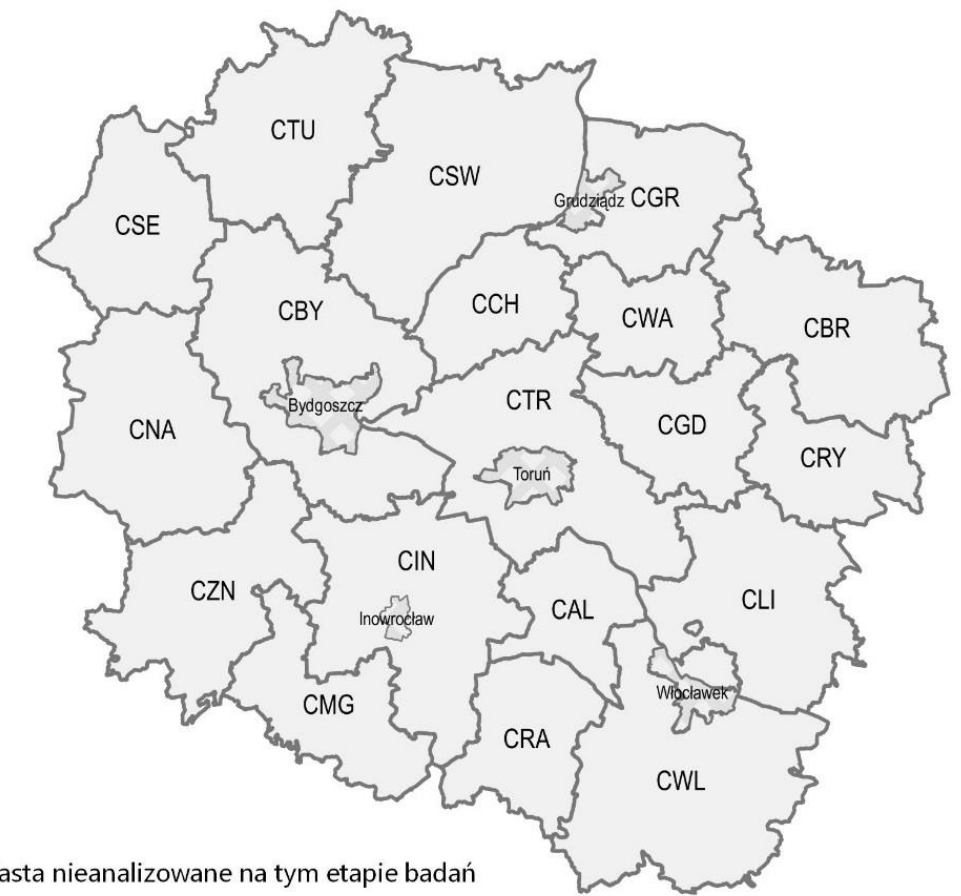 CTU
CSW
Grudziądz
CGR
CSE
CBY
CCH
CWA
CBR
CTR
Bydgoszcz
CNA
CGD
CRY
Toruń
CIN
CZN
CAL
CLI
Inowrocław
CMG
Włocławek
CRA
CWL
asta nieanalizowane na tym etapie badań